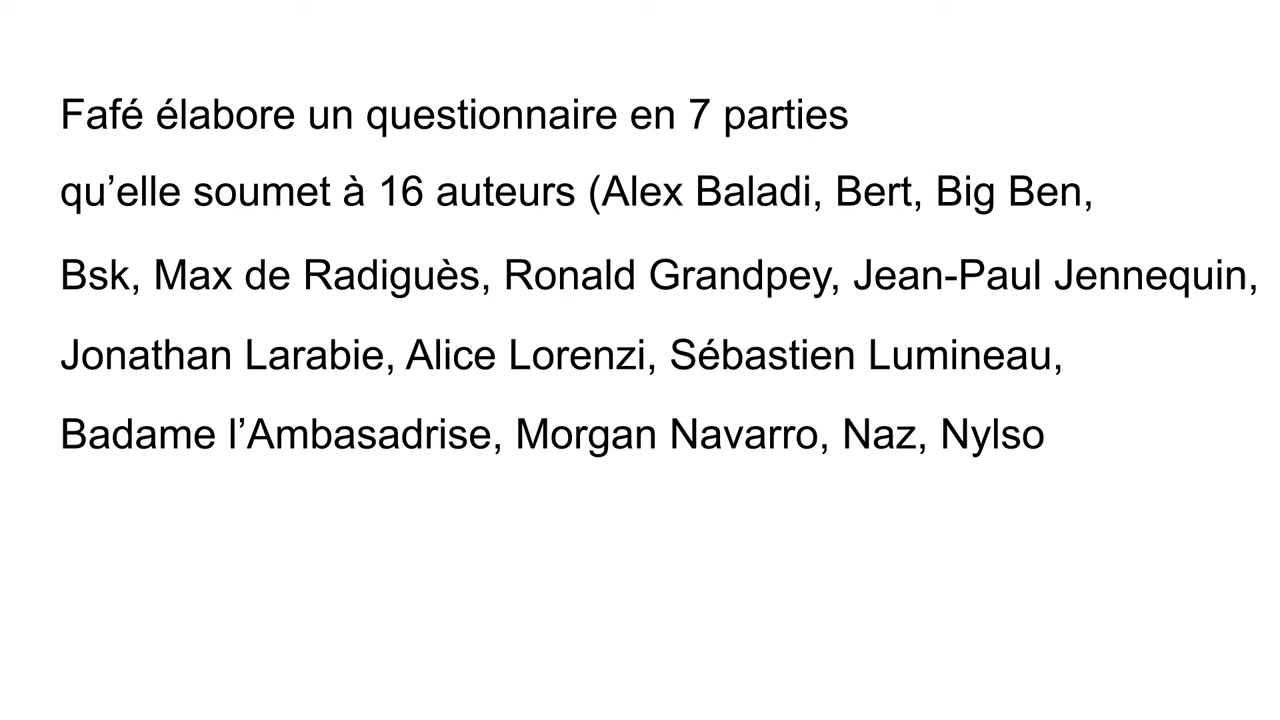 Fafé élabore un questionnaire en 7 parties
qu’elle soumet à 16 auteurs (Alex Baladi, Bert, Big Ben,
Bsk, Max de Radiguès, Ronald Grandpey, Jean-Paul Jennequin,
Jonathan Larabie, Alice Lorenzi, Sébastien Lumineau,
Badame l’Ambasadrise, Morgan Navarro, Naz, Nylso